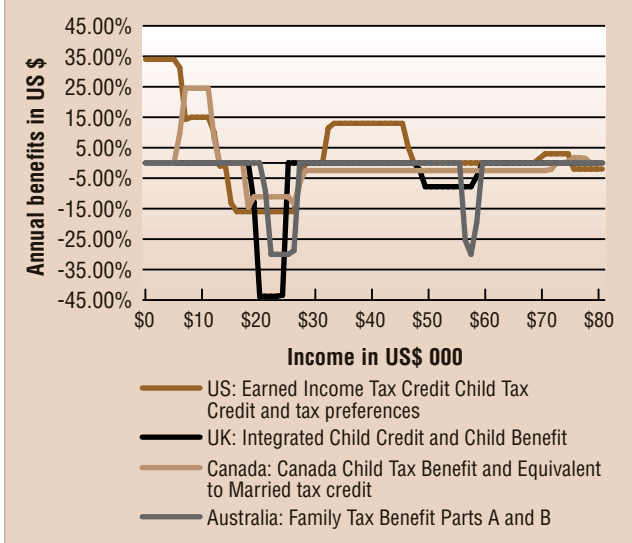 45.00%
35.00%
25.00%
15.00%
5.00%
-5.00%
-15.00%
-25.00%
-35.00%
-45.00%
Annual benefits in US $
$0 $10 $20 $30 $40 $50 $60 $70 $80
Income in US$ 000
US: Earned Income Tax Credit Child Tax
Credit and tax preferences
UK: Integrated Child Credit and Child Benefit
Canada: Canada Child Tax Benefit and Equivalent
to Married tax credit
Australia: Family Tax Benefit Parts A and B